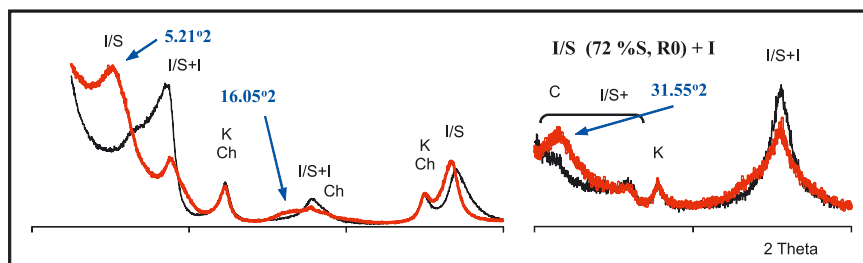 I/S
5.21º2
I/S+I
16.05º2
K
Ch
I/S+I
Ch
K
Ch
I/S
I/S (72 %S, R0) + I
C
I/S+
31.55º2
K
I/S+I
2 Theta